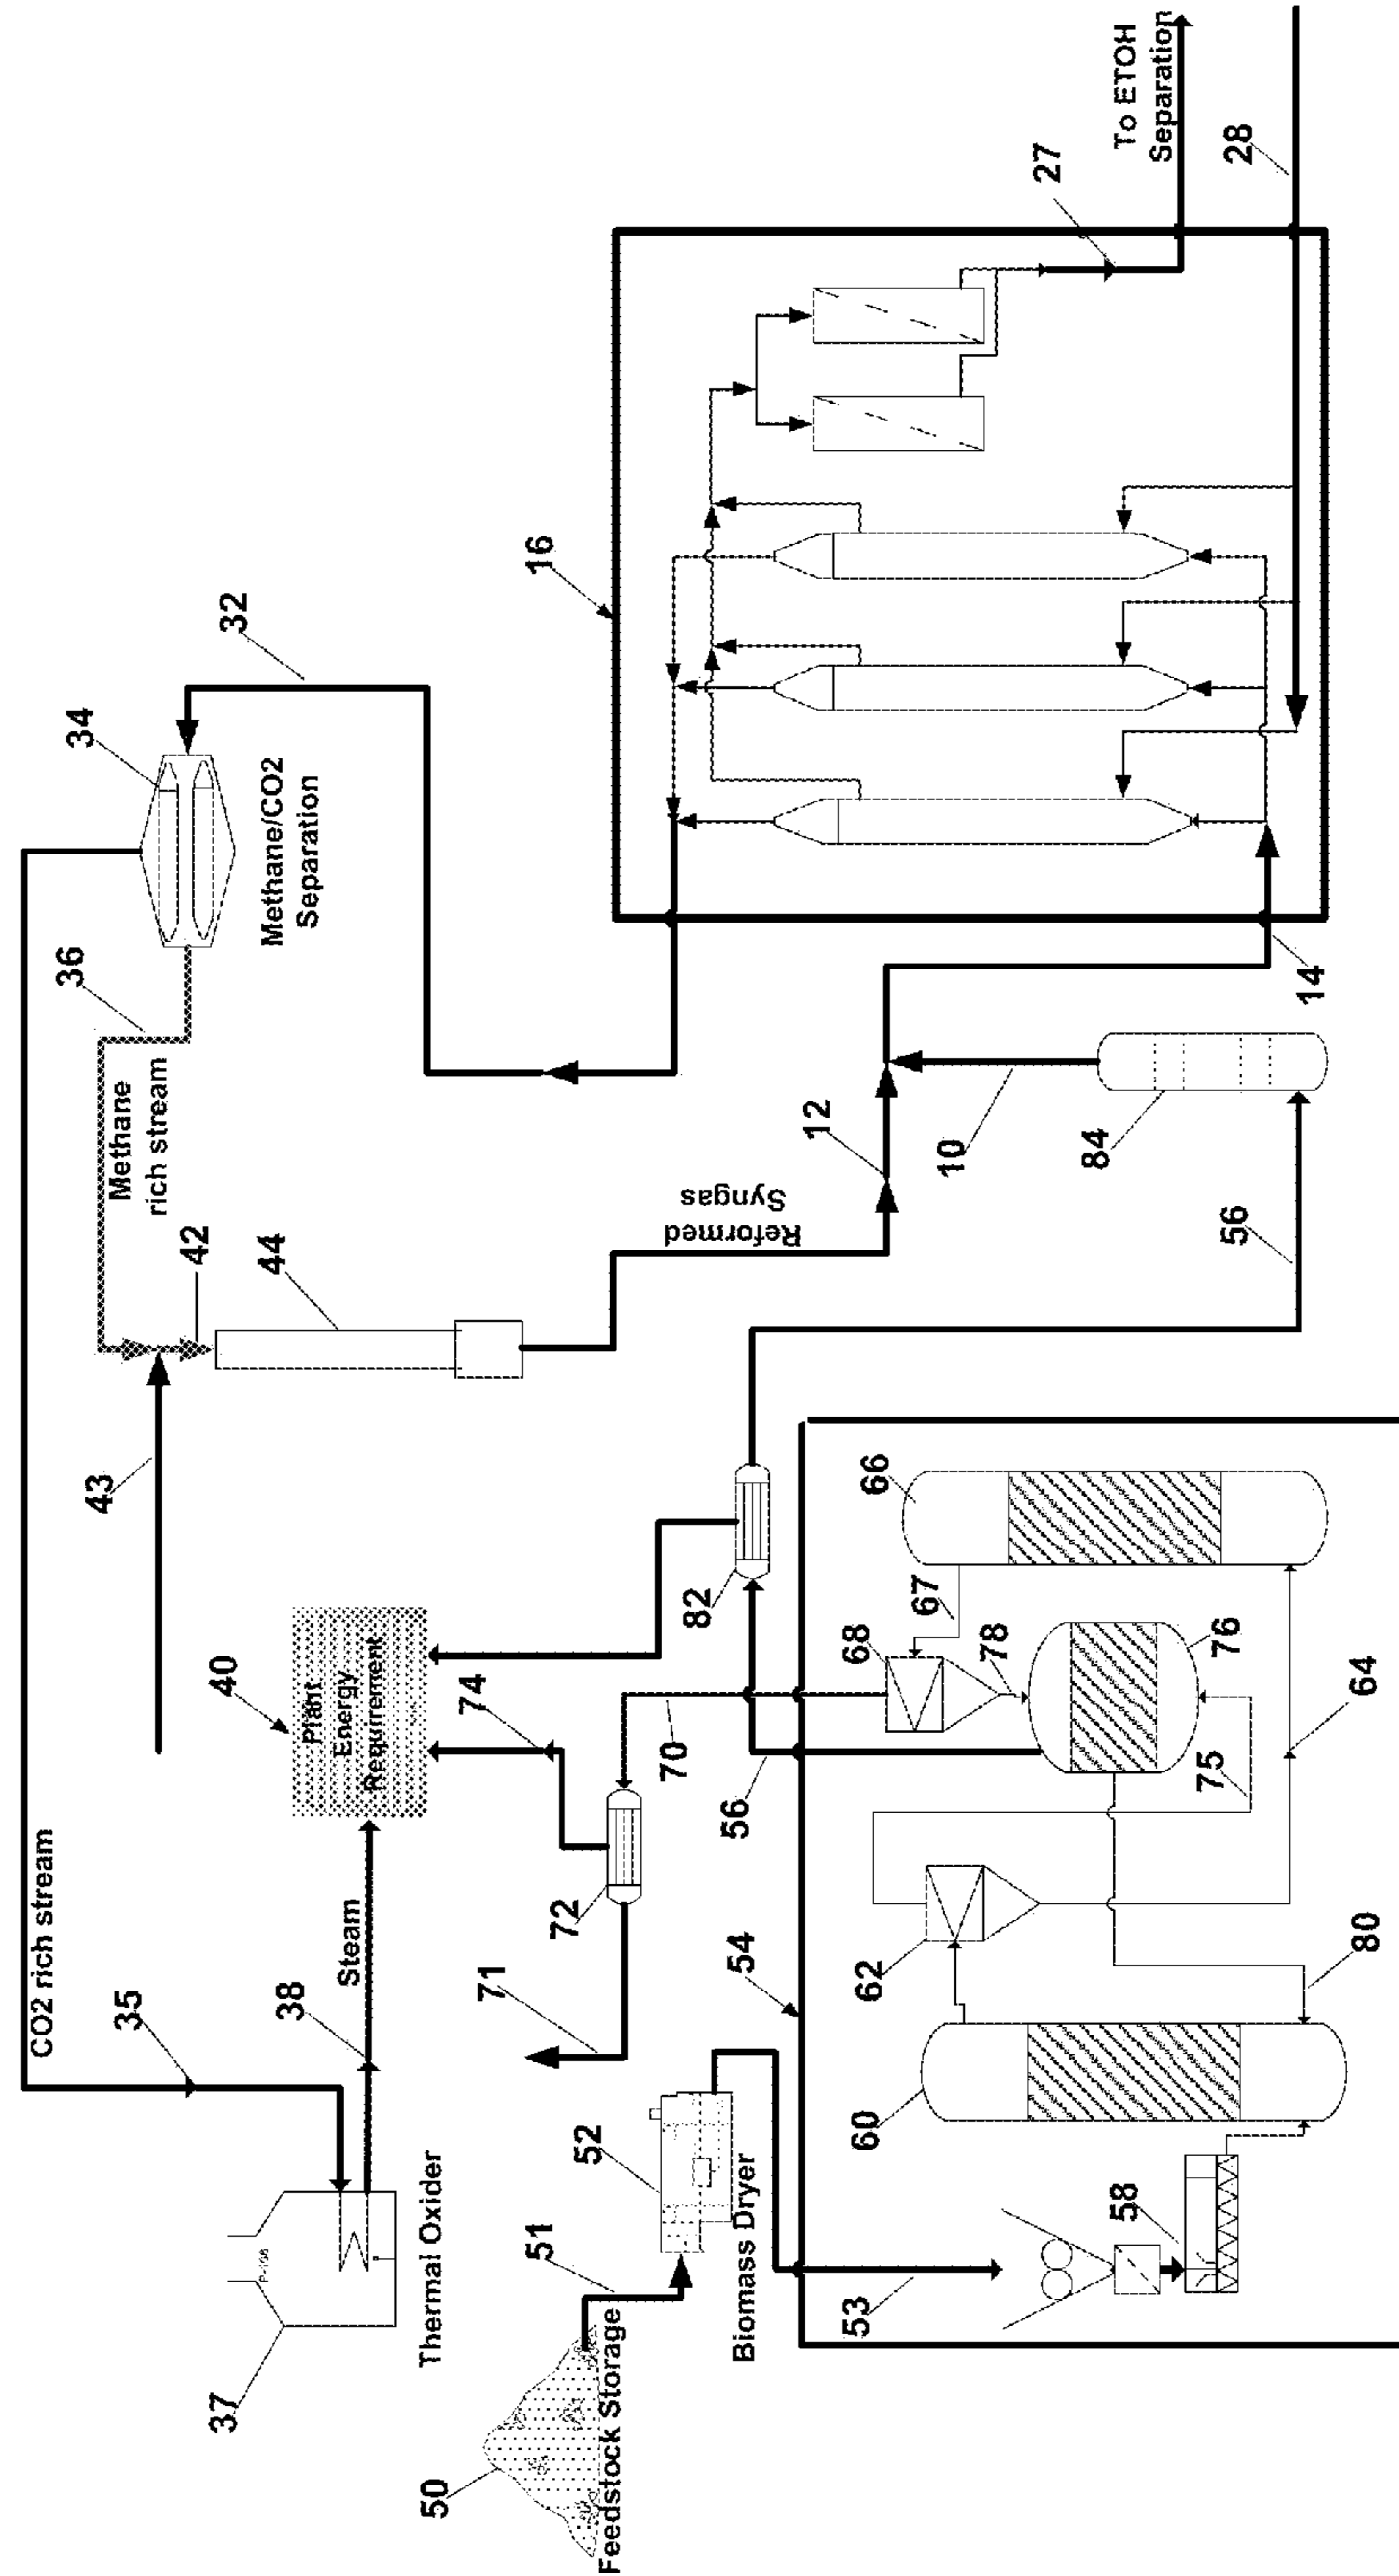 CO2 rich stream
35
37
38
Steam
Thermal Oxider
40
Plant
Energy
Requirement
43
42
Methane
rich stream
36
34
Methane/CO2
Separation
32
44
Reformed
Syngas
12
10
14
16
27
To ETOH
Separation
28
50
Feedstock Storage
51
52
Biomass Dryer
53
71
72
74
70
82
56
56
84
54
58
60
62
80
75
64
76
78
68
67
66